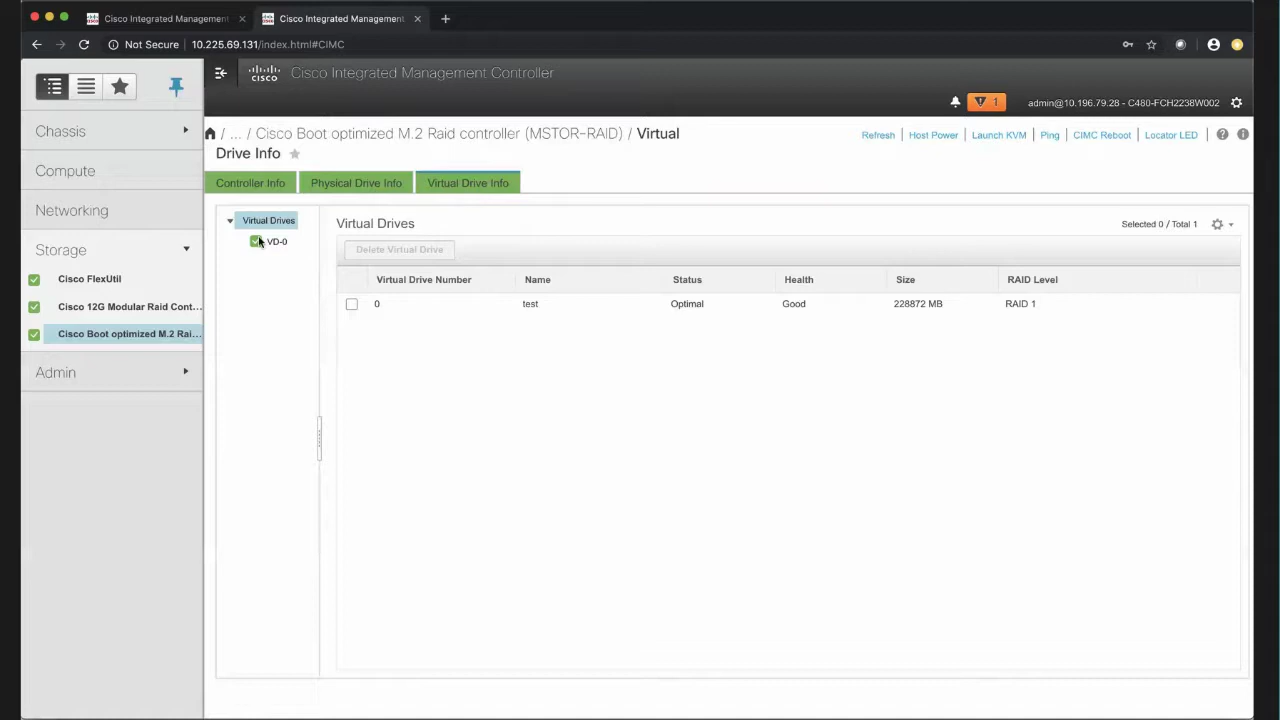 Cisco Integrated Management
Cisco Integrated Management
Not Secure
10.225.69.131/index.html#CIMC
cisco
Cisco Integrated Management Controller
1
admin@10.196.79.28 - C480-FCH2238W002
Chassis
Compute
Networking
Storage
Cisco FlexUtil
Cisco 12G Modular Raid Cont...
Cisco Boot optimized M.2 Rai...
Admin
/ ... / Cisco Boot optimized M.2 Raid controller (MSTOR-RAID) / Virtual
Drive Info
Refresh | Host Power | Launch KVM | Ping | CIMC Reboot | Locator LED
Controller Info
Physical Drive Info
Virtual Drive Info
Virtual Drives
VD-0
Virtual Drives
Selected 0 / Total 1
Delete Virtual Drive
Virtual Drive Number Name Status Health Size RAID Level
0 test Optimal Good 228872 MB RAID 1